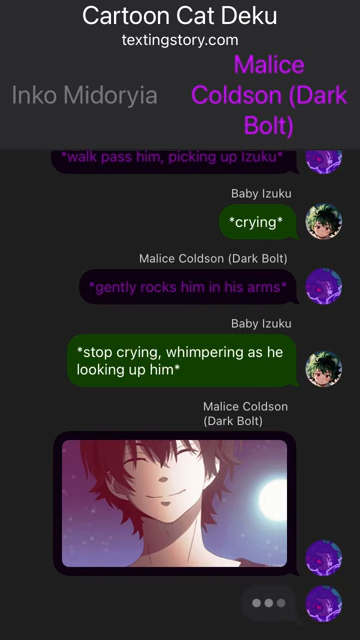 Cartoon Cat Deku
textingstory.com
Inko Midoryia
Malice
Coldson (Dark
Bolt)
*walk pass him, picking up Izuku*
Baby Izuku
*crying*
Malice Coldson (Dark Bolt)
*gently rocks him in his arms*
Baby Izuku
*stop crying, whimpering as he
looking up him*
Malice Coldson
(Dark Bolt)